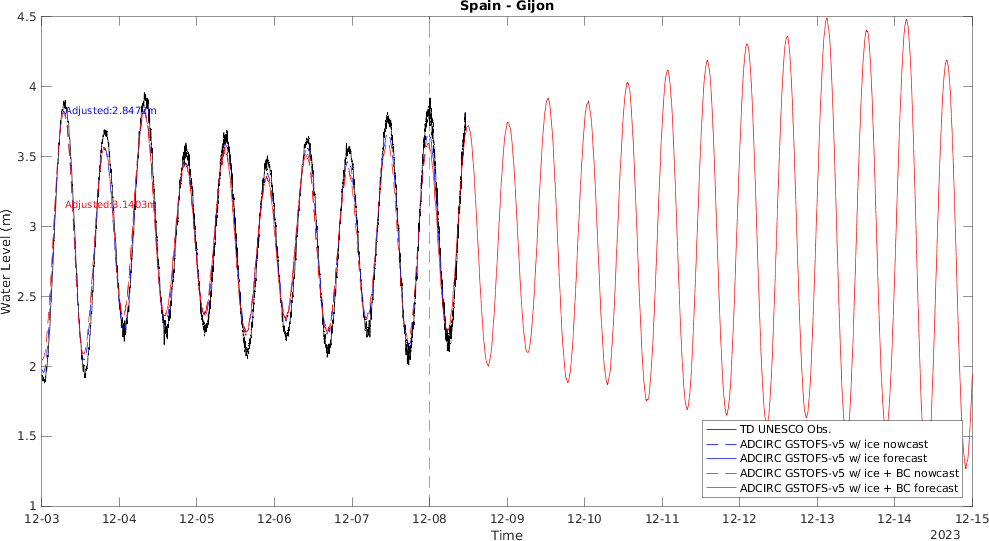 Spain - Gijon
4.5
4
3.5
3
2.5
2
1.5
1
Water Level (m)
Adjusted:3.1403m
TD UNESCO Obs.
ADCIRC GSTOFS-v5 w/ ice nowcast
ADCIRC GSTOFS-v5 w/ ice forecast
ADCIRC GSTOFS-v5 w/ ice + BC nowcast
ADCIRC GSTOFS-v5 w/ ice + BC forecast
12-03 12-04 12-05 12-06 12-07 12-08 12-09 12-10 12-11 12-12 12-13 12-14 12-15
Time
2023